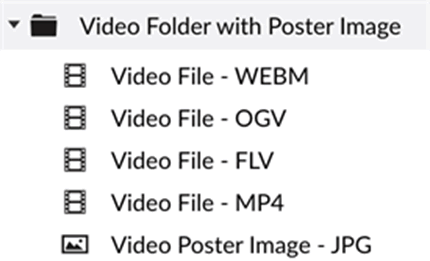 Video Folder with Poster Image
Video File - WEBM
Video File - OGV
Video File - FLV
Video File - MP4
Video Poster Image - JPG